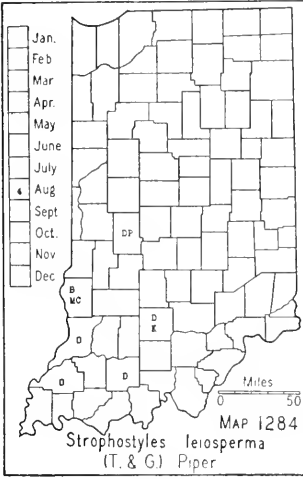 Jan.
Feb
Mar
Apr.
May
June
July
4 Aug
Sept
Oct.
Nov
Dec
DP
B
MC
D
K
D
D
D
Miles
0 50
MAP 1284
Strophostyles leiosperma
(T. & G.) Piper